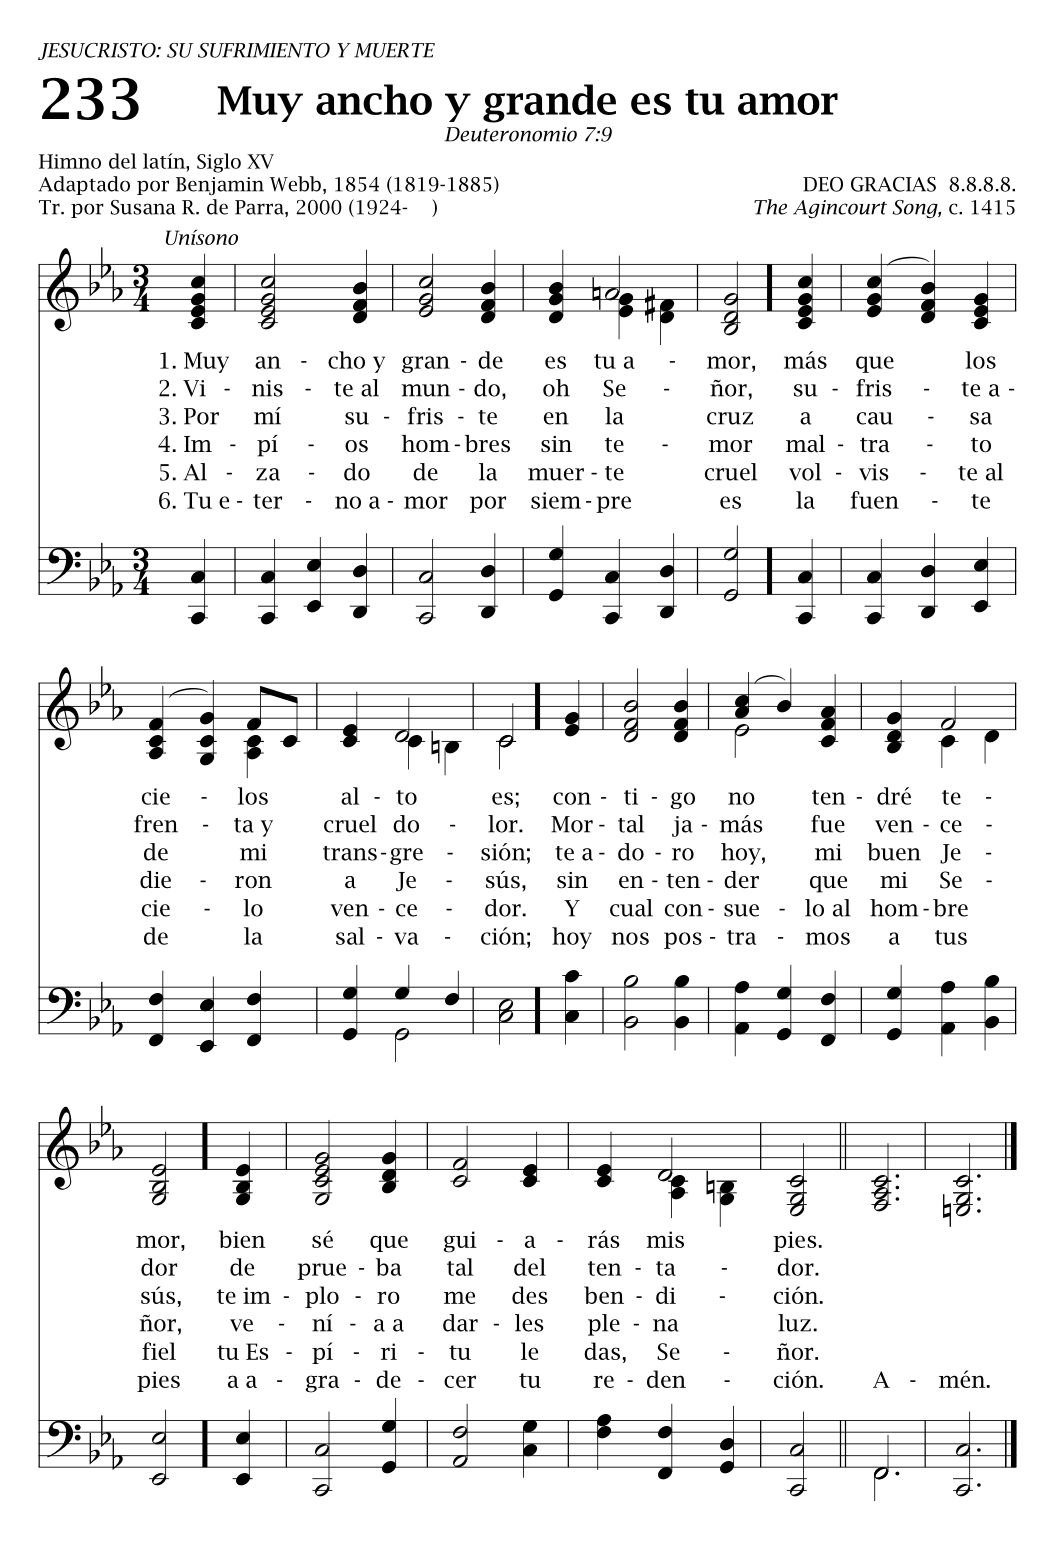 JESUCRISTO: SU SUFRIMIENTO Y MUERTE
233 Muy ancho y grande es tu amor
Deuteronomio 7:9
Himno del latín, Siglo XV
Adaptado por Benjamin Webb, 1854 (1819-1885) DEO GRACIAS 8.8.8.8.
Tr. por Susana R. de Parra, 2000 (1924-    ) The Agincourt Song, c. 1415
Unísono
3 4
1. Muy an - cho y gran - de es tu a - mor, más que los
2. Vi - nis - te al mun - do, oh Se - ñor, su - fris - te a -
3. Por mí su - fris - te en la cruz a cau - sa
4. Im - pí - os hom - bres sin te - mor mal - tra - to
5. Al - za - do de la muer - te cruel vol - vis - te al
6. Tu e - ter - no a - mor por siem - pre es la fuen - te
3 4
cie - los al - to es; con - ti - go no ten - dré te -
fren - ta y cruel do - lor. Mor - tal ja - más fue ven - ce -
de mi trans - gre - sión; te a - do - ro hoy, mi buen Je -
die - ron a Je - sús, sin en - ten - der que mi Se -
cie - lo ven - ce - dor. Y cual con - sue - lo al hom - bre
de la sal - va - ción; hoy nos pos - tra - mos a tus
mor, bien sé que gui - a - rás mis pies.
dor de prue - ba tal del ten - ta - dor.
sús, te im - plo - ro me des ben - di - ción.
ñor, ve - ní - a a dar - les ple - na luz.
fiel tu Es - pí - ri - tu le das, Se - ñor.
pies a a - gra - de - cer tu re - den - ción. A - mén.